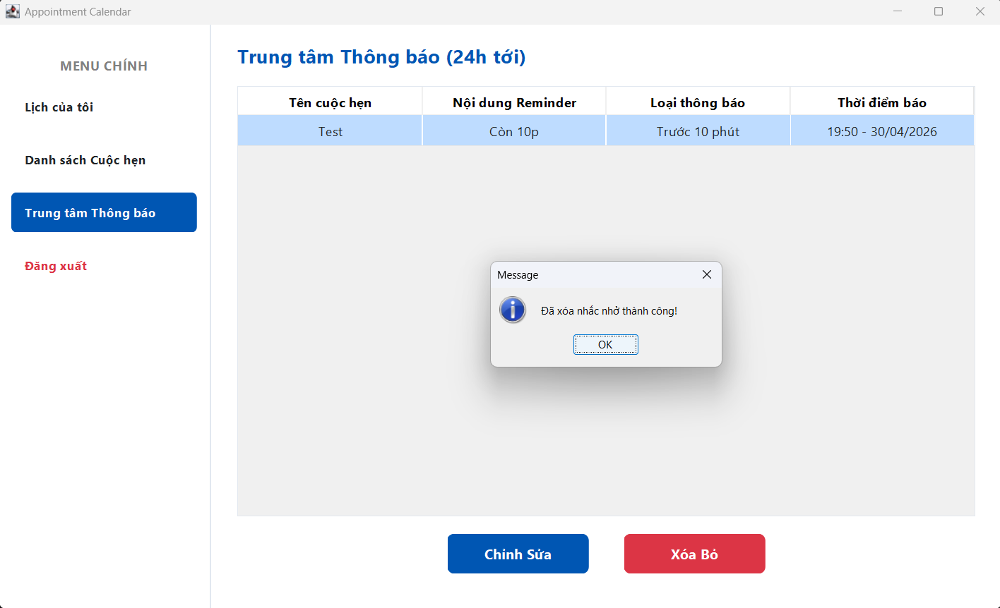 Appointment Calendar
MENU CHÍNH
Lịch của tôi
Danh sách Cuộc hẹn
Trung tâm Thông báo
Đăng xuất
Trung tâm Thông báo (24h tới)
Tên cuộc hẹn Nội dung Reminder Loại thông báo Thời điểm báo
Test Còn 10p Trước 10 phút 19:50 - 30/04/2026
Message
Đã xóa nhắc nhở thành công!
OK
Chỉnh Sửa Xóa Bỏ